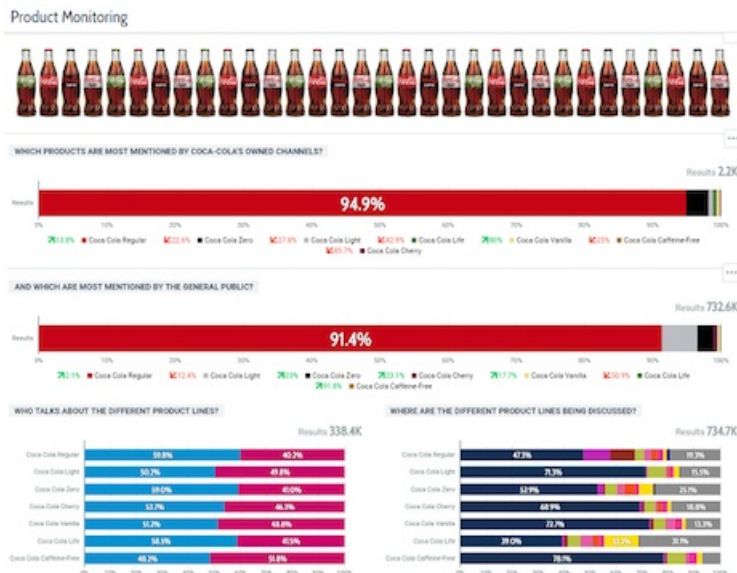 Product Monitoring
WHICH PRODUCTS ARE MOST MENTIONED BY COCA-COLA'S OWNED CHANNELS?
Results 2.2K
Results
94.9%
0% 10% 20% 30% 40% 50% 60% 70% 80% 90% 100%
13.8% Coca Cola Regular 22.6% Coca Cola Zero 27.8% Coca Cola Light 42.9% Coca Cola Life 80% Coca Cola Vanilla 25% Coca Cola Caffeine-Free
85.7% Coca Cola Cherry
AND WHICH ARE MOST MENTIONED BY THE GENERAL PUBLIC?
Results 732.6K
Results
91.4%
0% 10% 20% 30% 40% 50% 60% 70% 80% 90% 100%
2.1% Coca Cola Regular 12.4% Coca Cola Light 23% Coca Cola Zero 23.1% Coca Cola Cherry 17.7% Coca Cola Vanilla 50.9% Coca Cola Life
91.8% Coca Cola Caffeine-Free
WHO TALKS ABOUT THE DIFFERENT PRODUCT LINES?
Results 338.4K
Coca Cola Regular 59.8% 40.2%
Coca Cola Light 50.2% 49.8%
Coca Cola Zero 59.0% 41.0%
Coca Cola Cherry 53.7% 46.3%
Coca Cola Vanilla 51.2% 48.8%
Coca Cola Life 58.5% 41.5%
Coca Cola Caffeine-Free 48.2% 51.8%
WHERE ARE THE DIFFERENT PRODUCT LINES BEING DISCUSSED?
Results 734.7K
Coca Cola Regular 47.3% 19.3%
Coca Cola Light 71.3% 15.5%
Coca Cola Zero 52.9% 25.1%
Coca Cola Cherry 68.9% 18.8%
Coca Cola Vanilla 72.7% 13.3%
Coca Cola Life 39.0% 13.2% 31.1%
Coca Cola Caffeine-Free 78.1%